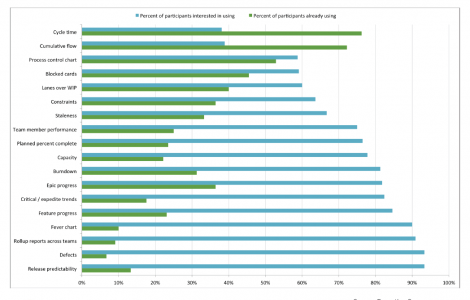 Percent of participants interested in using
Percent of participants already using
Cycle time
Cumulative flow
Process control chart
Blocked cards
Lanes over WIP
Constraints
Staleness
Team member performance
Planned percent complete
Capacity
Burndown
Epic progress
Critical / expedite trends
Feature progress
Fever chart
Rollup reports across teams
Defects
Release predictability
0% 10% 20% 30% 40% 50% 60% 70% 80% 90% 100%